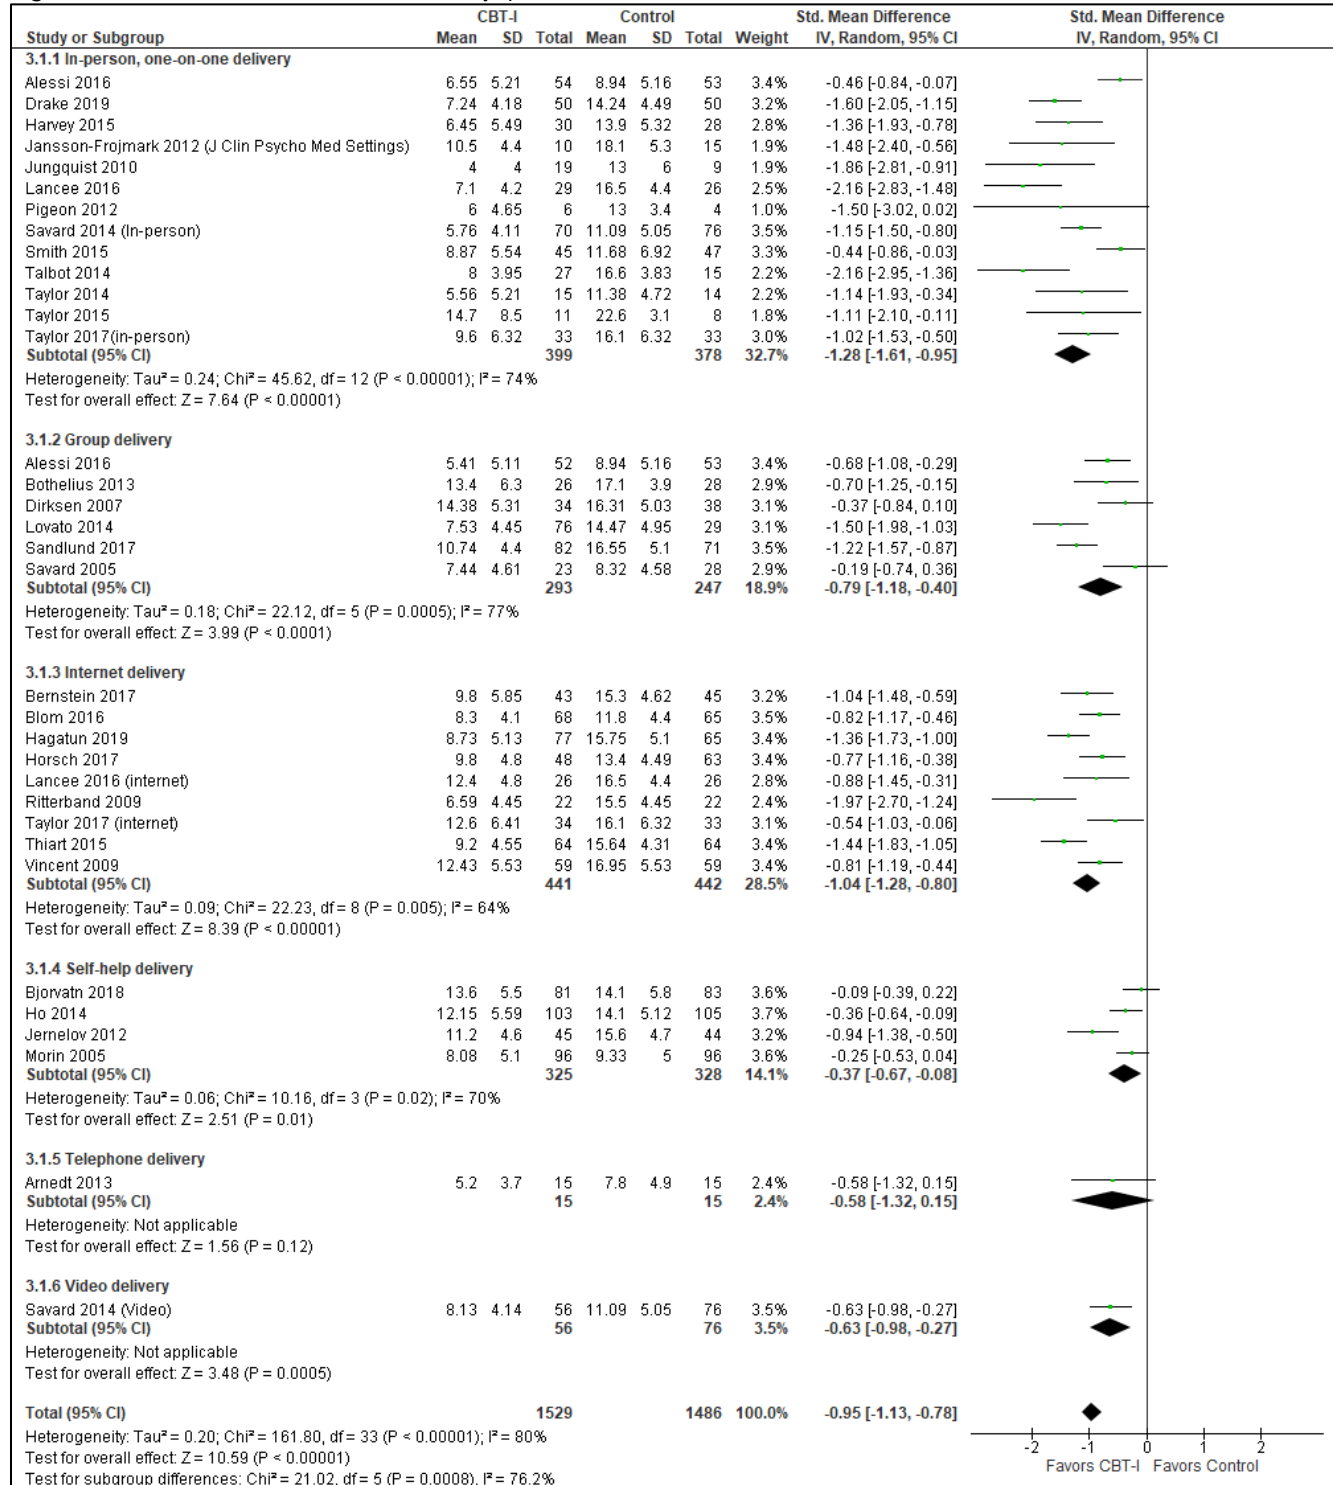 CBT-I Control Std. Mean Difference Std. Mean Difference
Study or Subgroup Mean SD Total Mean SD Total Weight IV, Random, 95% CI IV, Random, 95% CI
3.1.1 In-person, one-on-one delivery
Alessi 2016 6.55 5.21 54 8.94 5.16 53 3.4% -0.46 [-0.84, -0.07]
Drake 2019 7.24 4.18 50 14.24 4.49 50 3.2% -1.60 [-2.05, -1.15]
Harvey 2015 6.45 5.49 30 13.9 5.32 28 2.8% -1.36 [-1.93, -0.78]
Jansson-Frojmark 2012 (J Clin Psycho Med Settings) 10.5 4.4 10 18.1 5.3 15 2.0% -1.48 [-2.40, -0.56]
Jungquist 2010 4 4 19 13 6 9 1.9% -1.86 [-2.81, -0.91]
Lancee 2016 7.1 4.2 29 16.5 4.4 26 2.5% -2.16 [-2.83, -1.48]
Pigeon 2012 6 4.65 6 13 3.4 4 1.0% -1.50 [-3.02, 0.02]
Savard 2014 (In-person) 5.76 4.11 70 11.09 5.05 76 3.5% -1.15 [-1.50, -0.80]
Smith 2015 8.87 5.54 45 11.68 6.92 47 3.3% -0.44 [-0.86, -0.03]
Talbot 2014 8 3.95 27 16.6 3.83 15 2.2% -2.16 [-2.95, -1.36]
Taylor 2014 5.56 5.21 15 11.38 4.72 14 2.2% -1.14 [-1.93, -0.34]
Taylor 2015 14.7 8.5 11 22.6 3.1 8 1.8% -1.11 [-2.10, -0.11]
Taylor 2017(in-person) 9.6 6.32 33 16.1 6.32 33 3.0% -1.02 [-1.53, -0.50]
Subtotal (95% CI) 399 378 32.7% -1.28 [-1.61, -0.95]
Heterogeneity: Tau² = 0.24; Chi² = 45.62, df = 12 (P < 0.00001); I² = 74%
Test for overall effect: Z = 7.64 (P < 0.00001)
3.1.2 Group delivery
Alessi 2016 5.41 5.11 52 8.94 5.16 53 3.4% -0.68 [-1.08, -0.29]
Bothelius 2013 13.4 6.3 26 17.1 3.9 28 2.9% -0.70 [-1.25, -0.15]
Dirksen 2007 14.38 5.31 34 16.31 5.03 38 3.1% -0.37 [-0.84, 0.10]
Lovato 2014 7.53 4.45 76 14.47 4.95 29 3.1% -1.50 [-1.98, -1.03]
Sandlund 2017 10.74 4.4 82 16.55 5.1 71 3.5% -1.22 [-1.57, -0.87]
Savard 2005 7.44 4.61 23 8.32 4.58 28 2.9% -0.19 [-0.74, 0.36]
Subtotal (95% CI) 293 247 18.9% -0.79 [-1.18, -0.40]
Heterogeneity: Tau² = 0.18; Chi² = 22.12, df = 5 (P = 0.0005); I² = 77%
Test for overall effect: Z = 3.99 (P < 0.0001)
3.1.3 Internet delivery
Bernstein 2017 9.8 5.85 43 15.3 4.62 45 3.2% -1.04 [-1.48, -0.59]
Blom 2016 8.3 4.1 68 11.8 4.4 65 3.5% -0.82 [-1.17, -0.46]
Hagatun 2019 8.73 5.13 77 15.75 5.1 65 3.4% -1.36 [-1.73, -1.00]
Horsch 2017 9.8 4.8 48 13.4 4.49 63 3.4% -0.77 [-1.16, -0.38]
Lancee 2016 (internet) 12.4 4.8 26 16.5 4.4 26 2.8% -0.88 [-1.45, -0.31]
Ritterband 2009 6.59 4.45 22 15.5 4.45 22 2.4% -1.97 [-2.70, -1.24]
Taylor 2017 (internet) 12.6 6.41 34 16.1 6.32 33 3.1% -0.54 [-1.03, -0.06]
Thiart 2015 9.2 4.55 64 15.64 4.31 64 3.4% -1.44 [-1.83, -1.05]
Vincent 2009 12.43 5.53 59 16.95 5.53 59 3.4% -0.81 [-1.19, -0.44]
Subtotal (95% CI) 441 442 28.5% -1.04 [-1.28, -0.80]
Heterogeneity: Tau² = 0.09; Chi² = 22.23, df = 8 (P = 0.005); I² = 64%
Test for overall effect: Z = 8.39 (P < 0.00001)
3.1.4 Self-help delivery
Bjorvatn 2018 13.6 5.5 81 14.1 5.8 83 3.6% -0.09 [-0.39, 0.22]
Ho 2014 12.15 5.59 103 14.1 5.12 105 3.7% -0.36 [-0.64, -0.09]
Jernelov 2012 11.2 4.6 45 15.6 4.7 44 3.2% -0.94 [-1.38, -0.50]
Morin 2005 8.08 5.1 96 9.33 5 96 3.6% -0.25 [-0.53, 0.04]
Subtotal (95% CI) 325 328 14.1% -0.37 [-0.67, -0.08]
Heterogeneity: Tau² = 0.06; Chi² = 10.16, df = 3 (P = 0.02); I² = 70%
Test for overall effect: Z = 2.51 (P = 0.01)
3.1.5 Telephone delivery
Arnedt 2013 5.2 3.7 15 7.8 4.9 15 2.4% -0.58 [-1.32, 0.15]
Subtotal (95% CI) 15 15 2.4% -0.58 [-1.32, 0.15]
Heterogeneity: Not applicable
Test for overall effect: Z = 1.56 (P = 0.12)
3.1.6 Video delivery
Savard 2014 (Video) 8.13 4.14 56 11.09 5.05 76 3.5% -0.63 [-0.98, -0.27]
Subtotal (95% CI) 56 76 3.5% -0.63 [-0.98, -0.27]
Heterogeneity: Not applicable
Test for overall effect: Z = 3.48 (P = 0.0005)
Total (95% CI) 1529 1486 100.0% -0.95 [-1.13, -0.78]
Heterogeneity: Tau² = 0.20; Chi² = 161.80, df = 33 (P < 0.00001); I² = 80%
Test for overall effect: Z = 10.59 (P < 0.00001)
Test for subgroup differences: Chi² = 21.02, df = 5 (P = 0.0008), I² = 76.2%
-2 -1 0 1 2
Favors CBT-I Favors Control